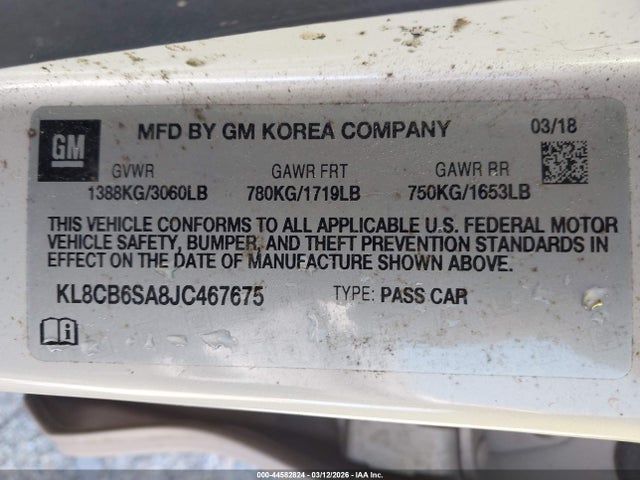 GM
MFD BY GM KOREA COMPANY 03/18
GVWR GAWR FRT GAWR RR
1388KG/3060LB 780KG/1719LB 750KG/1653LB
THIS VEHICLE CONFORMS TO ALL APPLICABLE U.S. FEDERAL MOTOR
VEHICLE SAFETY, BUMPER, AND THEFT PREVENTION STANDARDS IN
EFFECT ON THE DATE OF MANUFACTURE SHOWN ABOVE.
KL8CB6SA8JC467675 TYPE: PASS CAR
000-44582824 - 03/12/2026 - IAA Inc.